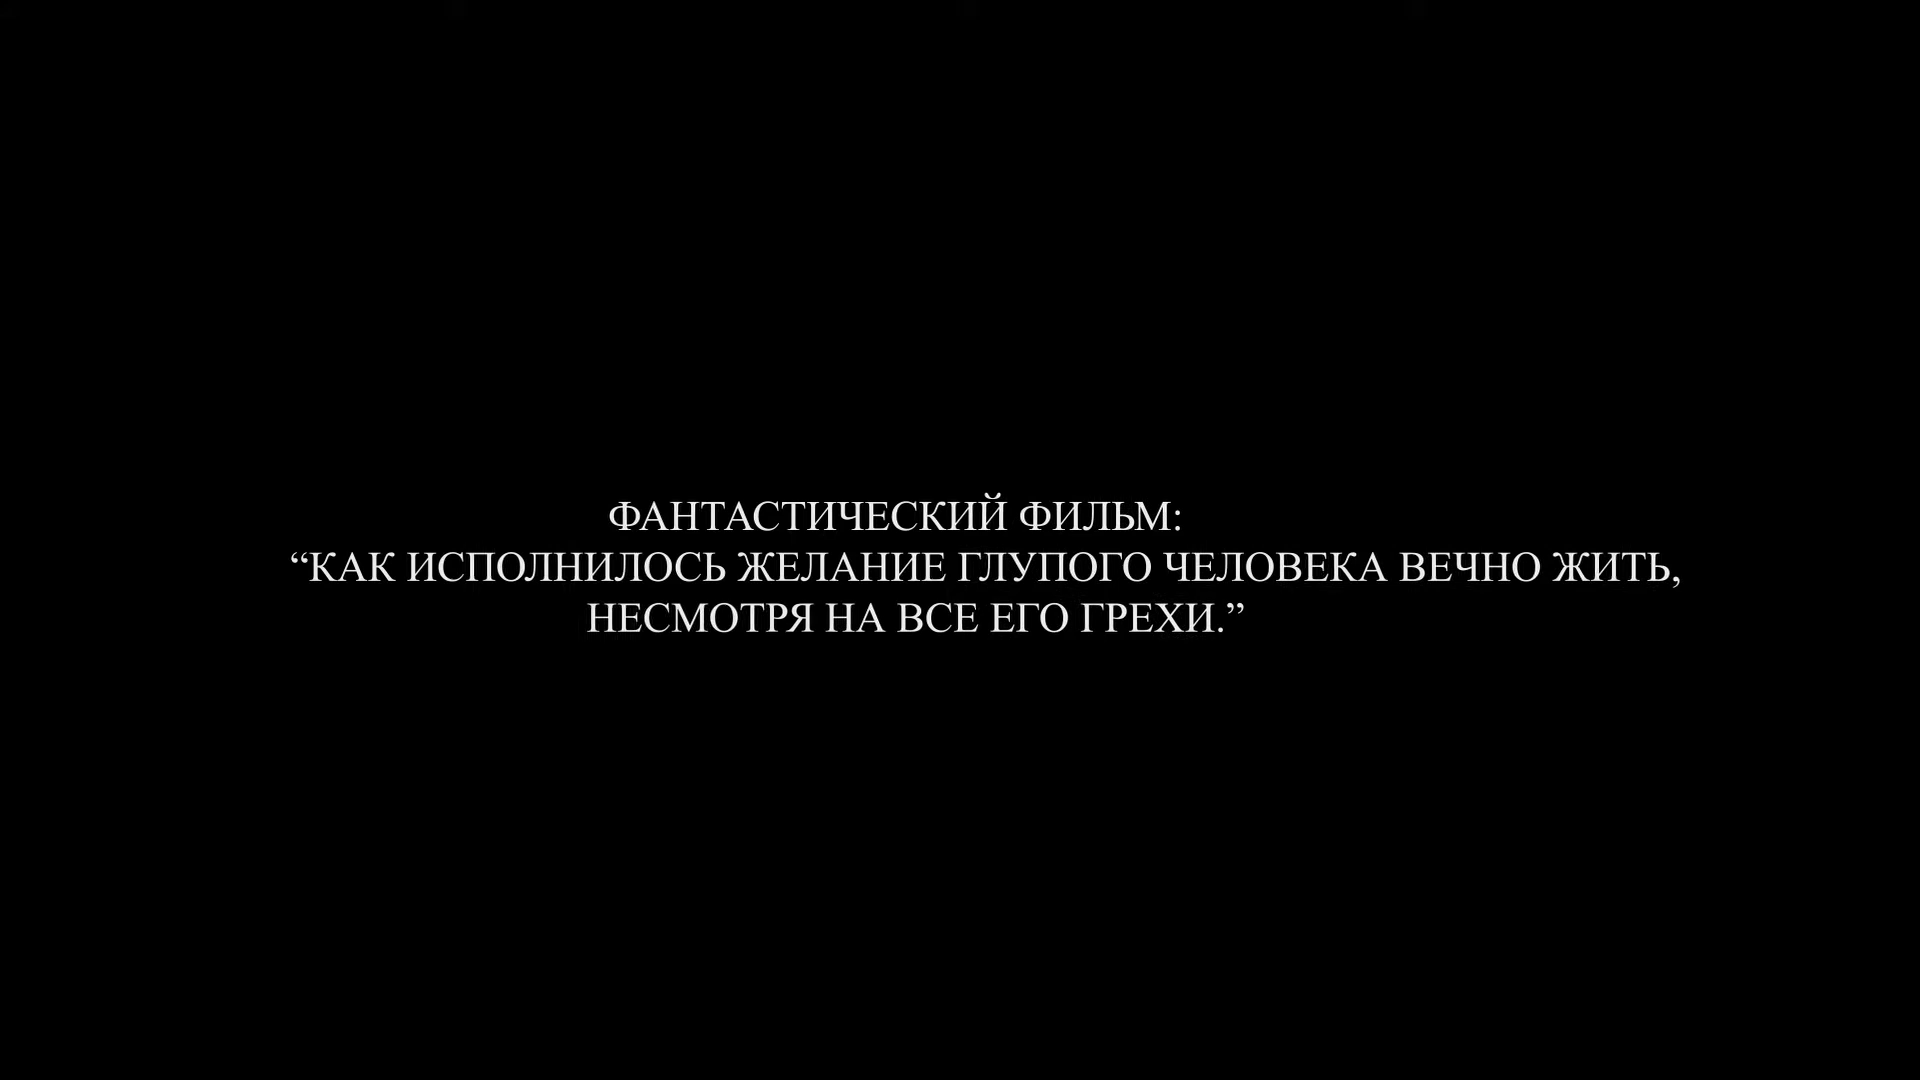 ФАНТАСТИЧЕСКИЙ ФИЛЬМ:
“КАК ИСПОЛНИЛОСЬ ЖЕЛАНИЕ ГЛУПОГО ЧЕЛОВЕКА ВЕЧНО ЖИТЬ,
НЕСМОТРЯ НА ВСЕ ЕГО ГРЕХИ.”